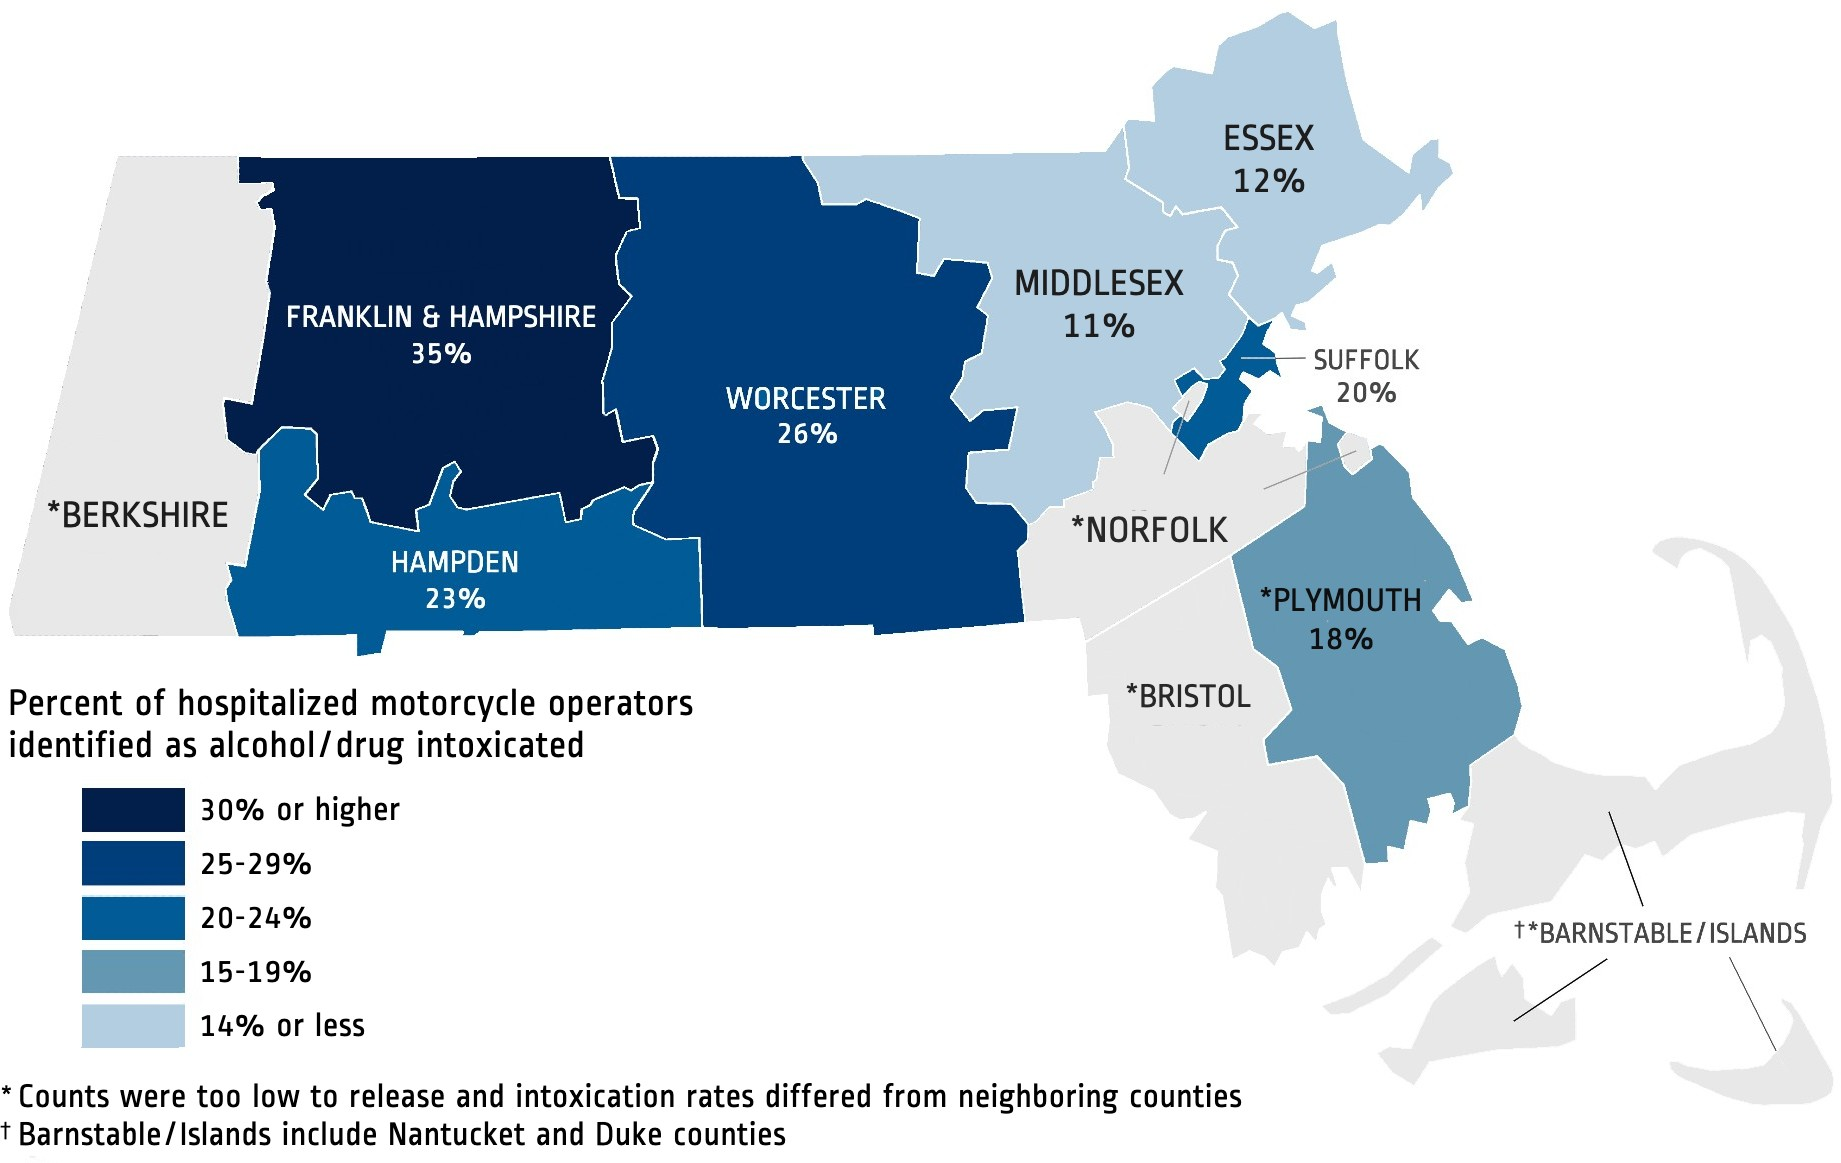 ESSEX
12%
MIDDLESEX
11%
FRANKLIN & HAMPSHIRE
35%
SUFFOLK
20%
WORCESTER
26%
*BERKSHIRE
*NORFOLK
HAMPDEN
23%
*PLYMOUTH
18%
*BRISTOL
†*BARNSTABLE/ISLANDS
Percent of hospitalized motorcycle operators
identified as alcohol/drug intoxicated
30% or higher
25-29%
20-24%
15-19%
14% or less
* Counts were too low to release and intoxication rates differed from neighboring counties
† Barnstable/Islands include Nantucket and Duke counties